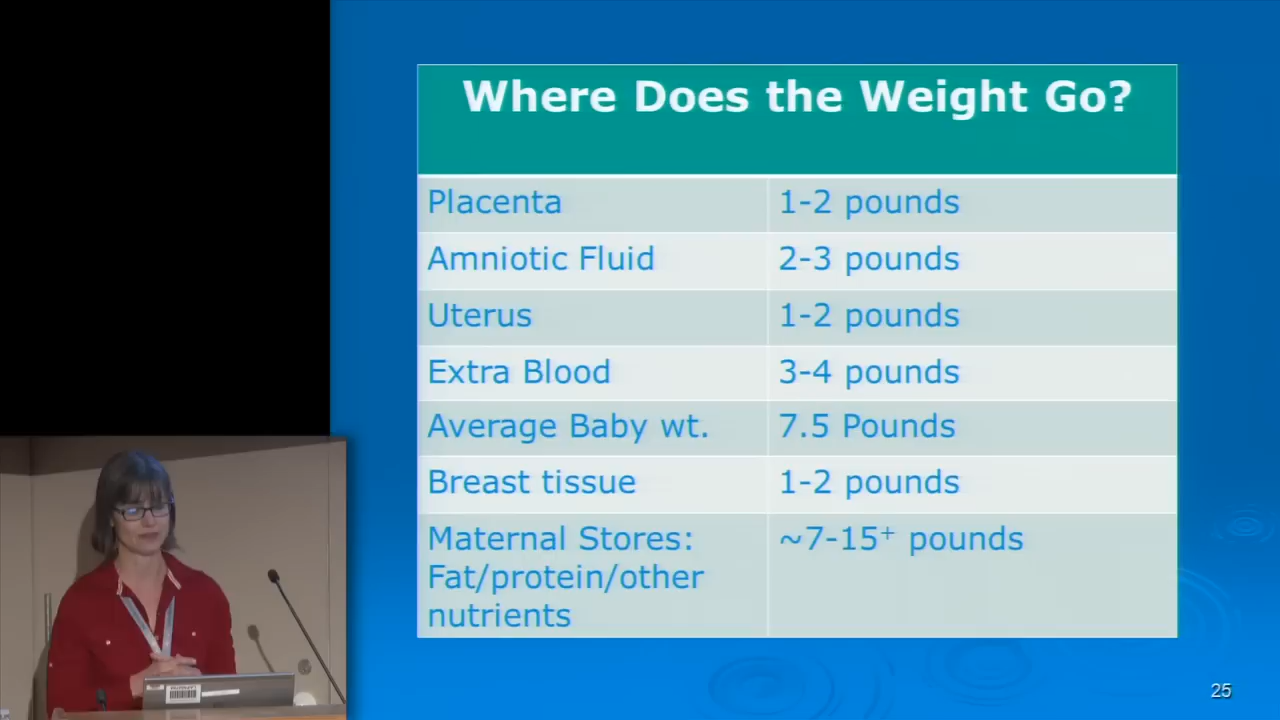 Where Does the Weight Go?
Placenta 1-2 pounds
Amniotic Fluid 2-3 pounds
Uterus 1-2 pounds
Extra Blood 3-4 pounds
Average Baby wt. 7.5 Pounds
Breast tissue 1-2 pounds
Maternal Stores: ~7-15⁺ pounds
Fat/protein/other
nutrients
25